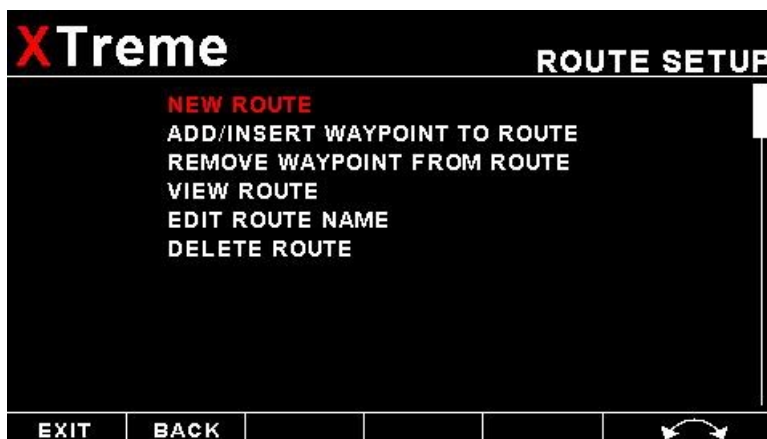 XTreme
ROUTE SETUP
NEW ROUTE
ADD/INSERT WAYPOINT TO ROUTE
REMOVE WAYPOINT FROM ROUTE
VIEW ROUTE
EDIT ROUTE NAME
DELETE ROUTE
EXIT BACK